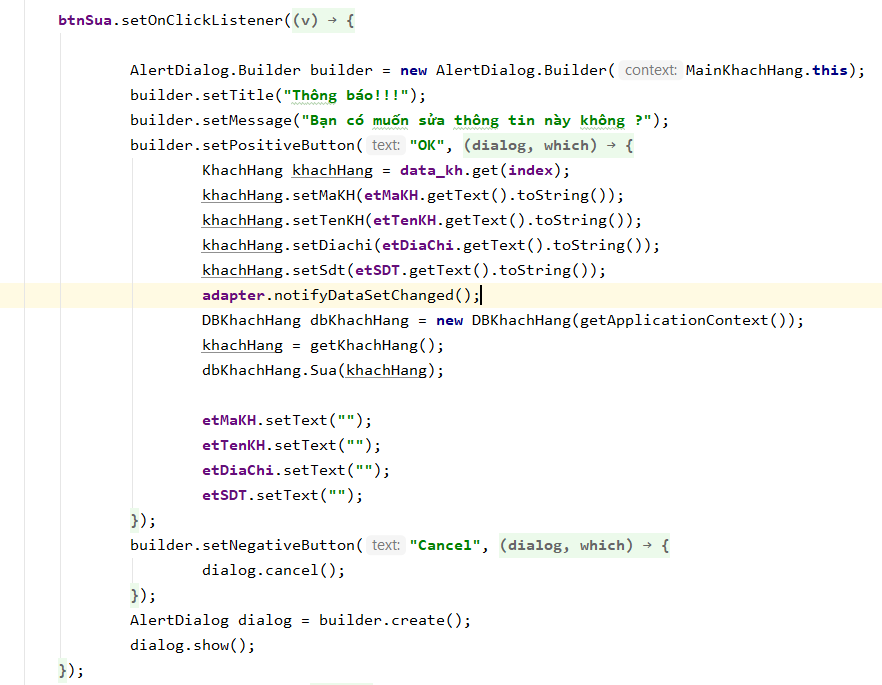 btnSua.setOnClickListener((v) → {
AlertDialog.Builder builder = new AlertDialog.Builder( context: MainKhachHang.this);
builder.setTitle("Thông báo!!!");
builder.setMessage("Bạn có muốn sửa thông tin này không ?");
builder.setPositiveButton( text: "OK", (dialog, which) → {
KhachHang khachHang = data_kh.get(index);
khachHang.setMaKH(etMaKH.getText().toString());
khachHang.setTenKH(etTenKH.getText().toString());
khachHang.setDiachi(etDiaChi.getText().toString());
khachHang.setSdt(etSDT.getText().toString());
adapter.notifyDataSetChanged();
DBKhachHang dbKhachHang = new DBKhachHang(getApplicationContext());
khachHang = getKhachHang();
dbKhachHang.Sua(khachHang);
etMaKH.setText("");
etTenKH.setText("");
etDiaChi.setText("");
etSDT.setText("");
});
builder.setNegativeButton( text: "Cancel", (dialog, which) → {
dialog.cancel();
});
AlertDialog dialog = builder.create();
dialog.show();
});